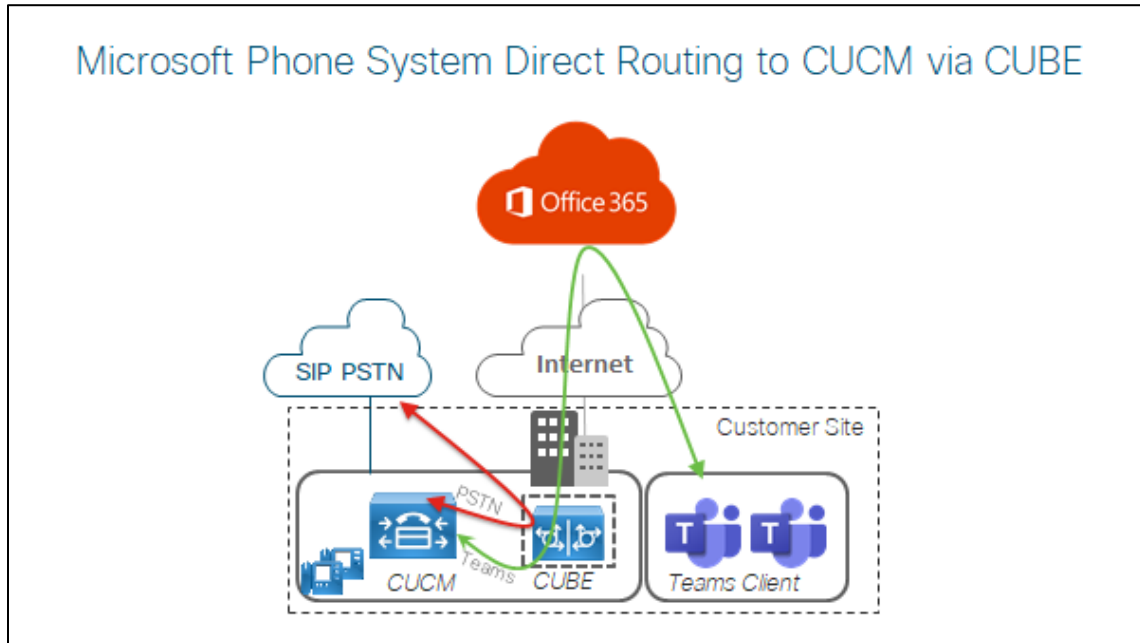 Microsoft Phone System Direct Routing to CUCM via CUBE
Office 365
SIP PSTN
Internet
Customer Site
PSTN
Teams
CUCM
CUBE
T
T
Teams Client